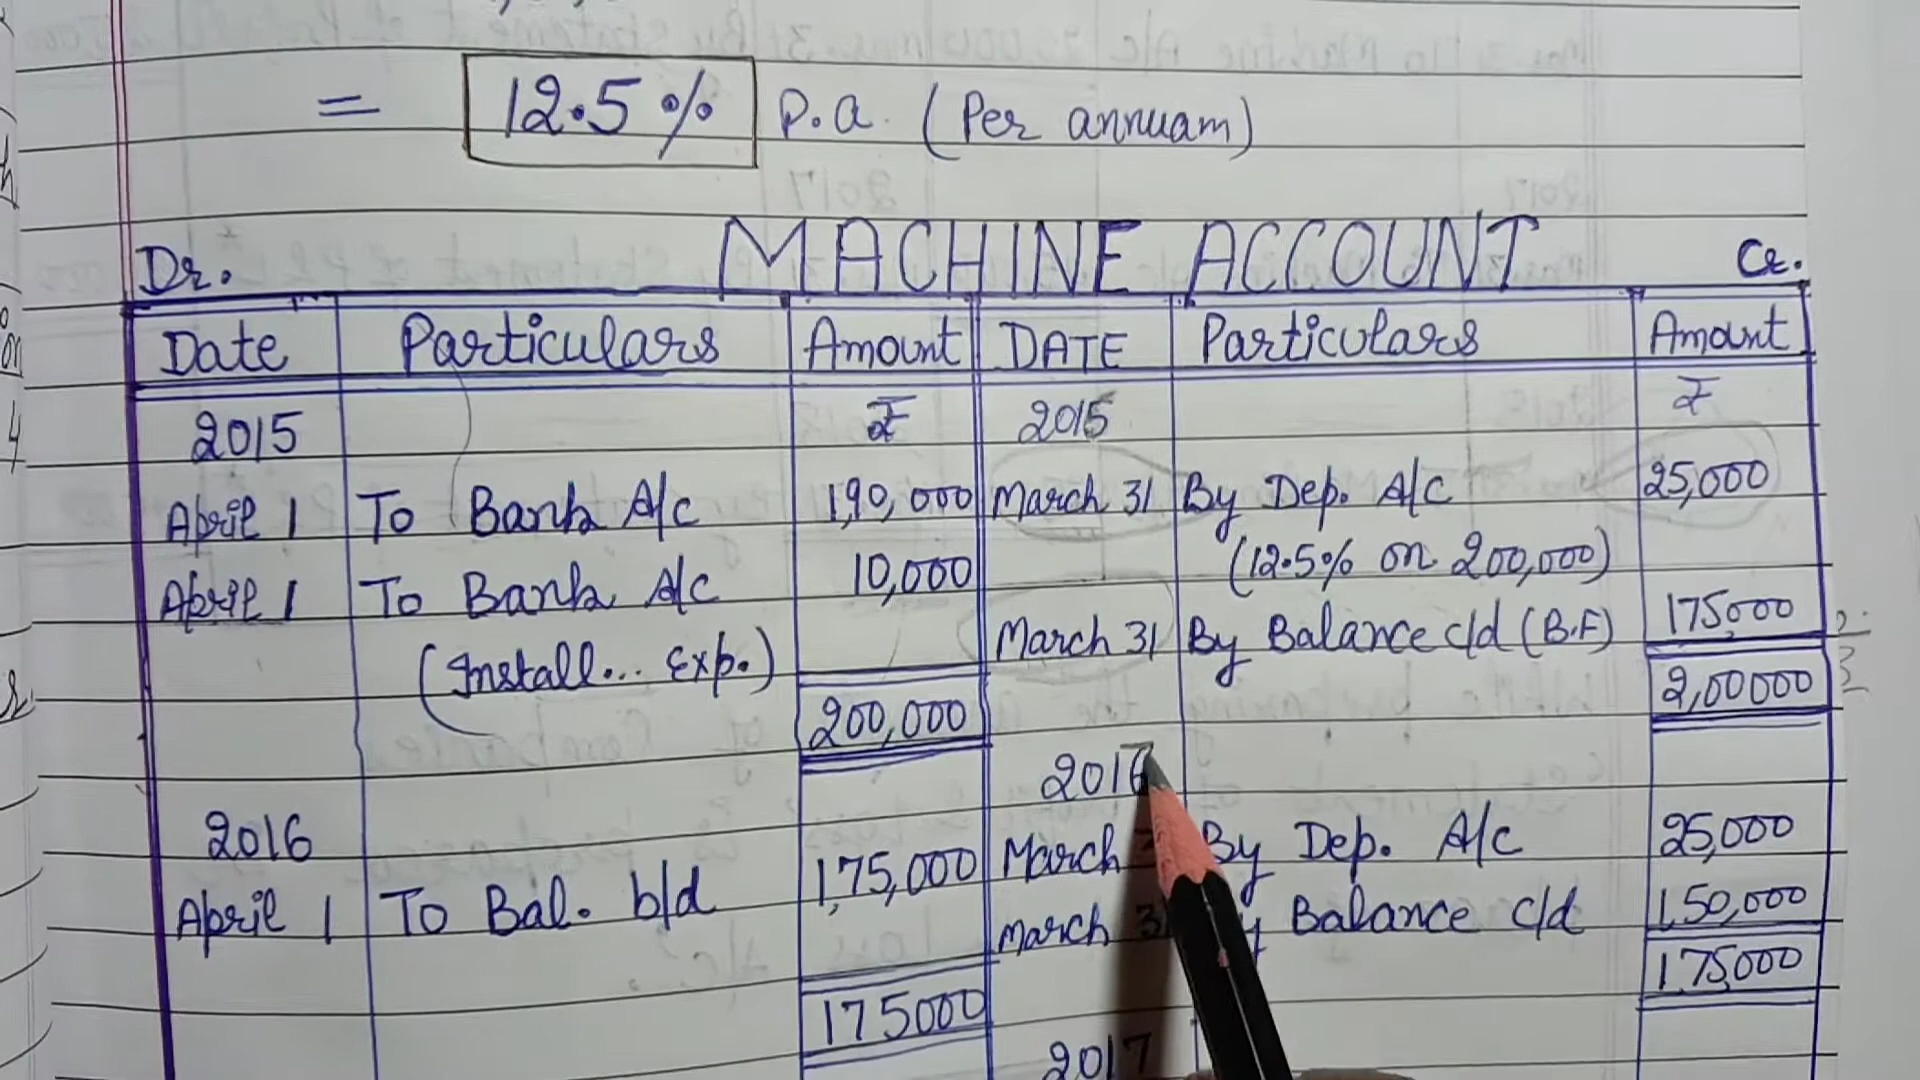 = 12.5% P.a. (Per annuam)
MACHINE ACCOUNT
Dr. Cr.
Date Particulars Amount DATE Particulars Amount
2015 ₹ 2015 ₹
April 1 To Bank A/c 1,90,000 March 31 By Dep. A/c 25,000
(12.5% on 200,000)
April 1 To Bank A/c 10,000
(Install... Exp.) March 31 By Balance c/d (B.F) 175,000
200,000 2,00000
2016
2016 March By Dep. A/c 25,000
April 1 To Bal. b/d 1,75,000 March 31 Balance c/d 1,50,000
175000 1,75000
2017